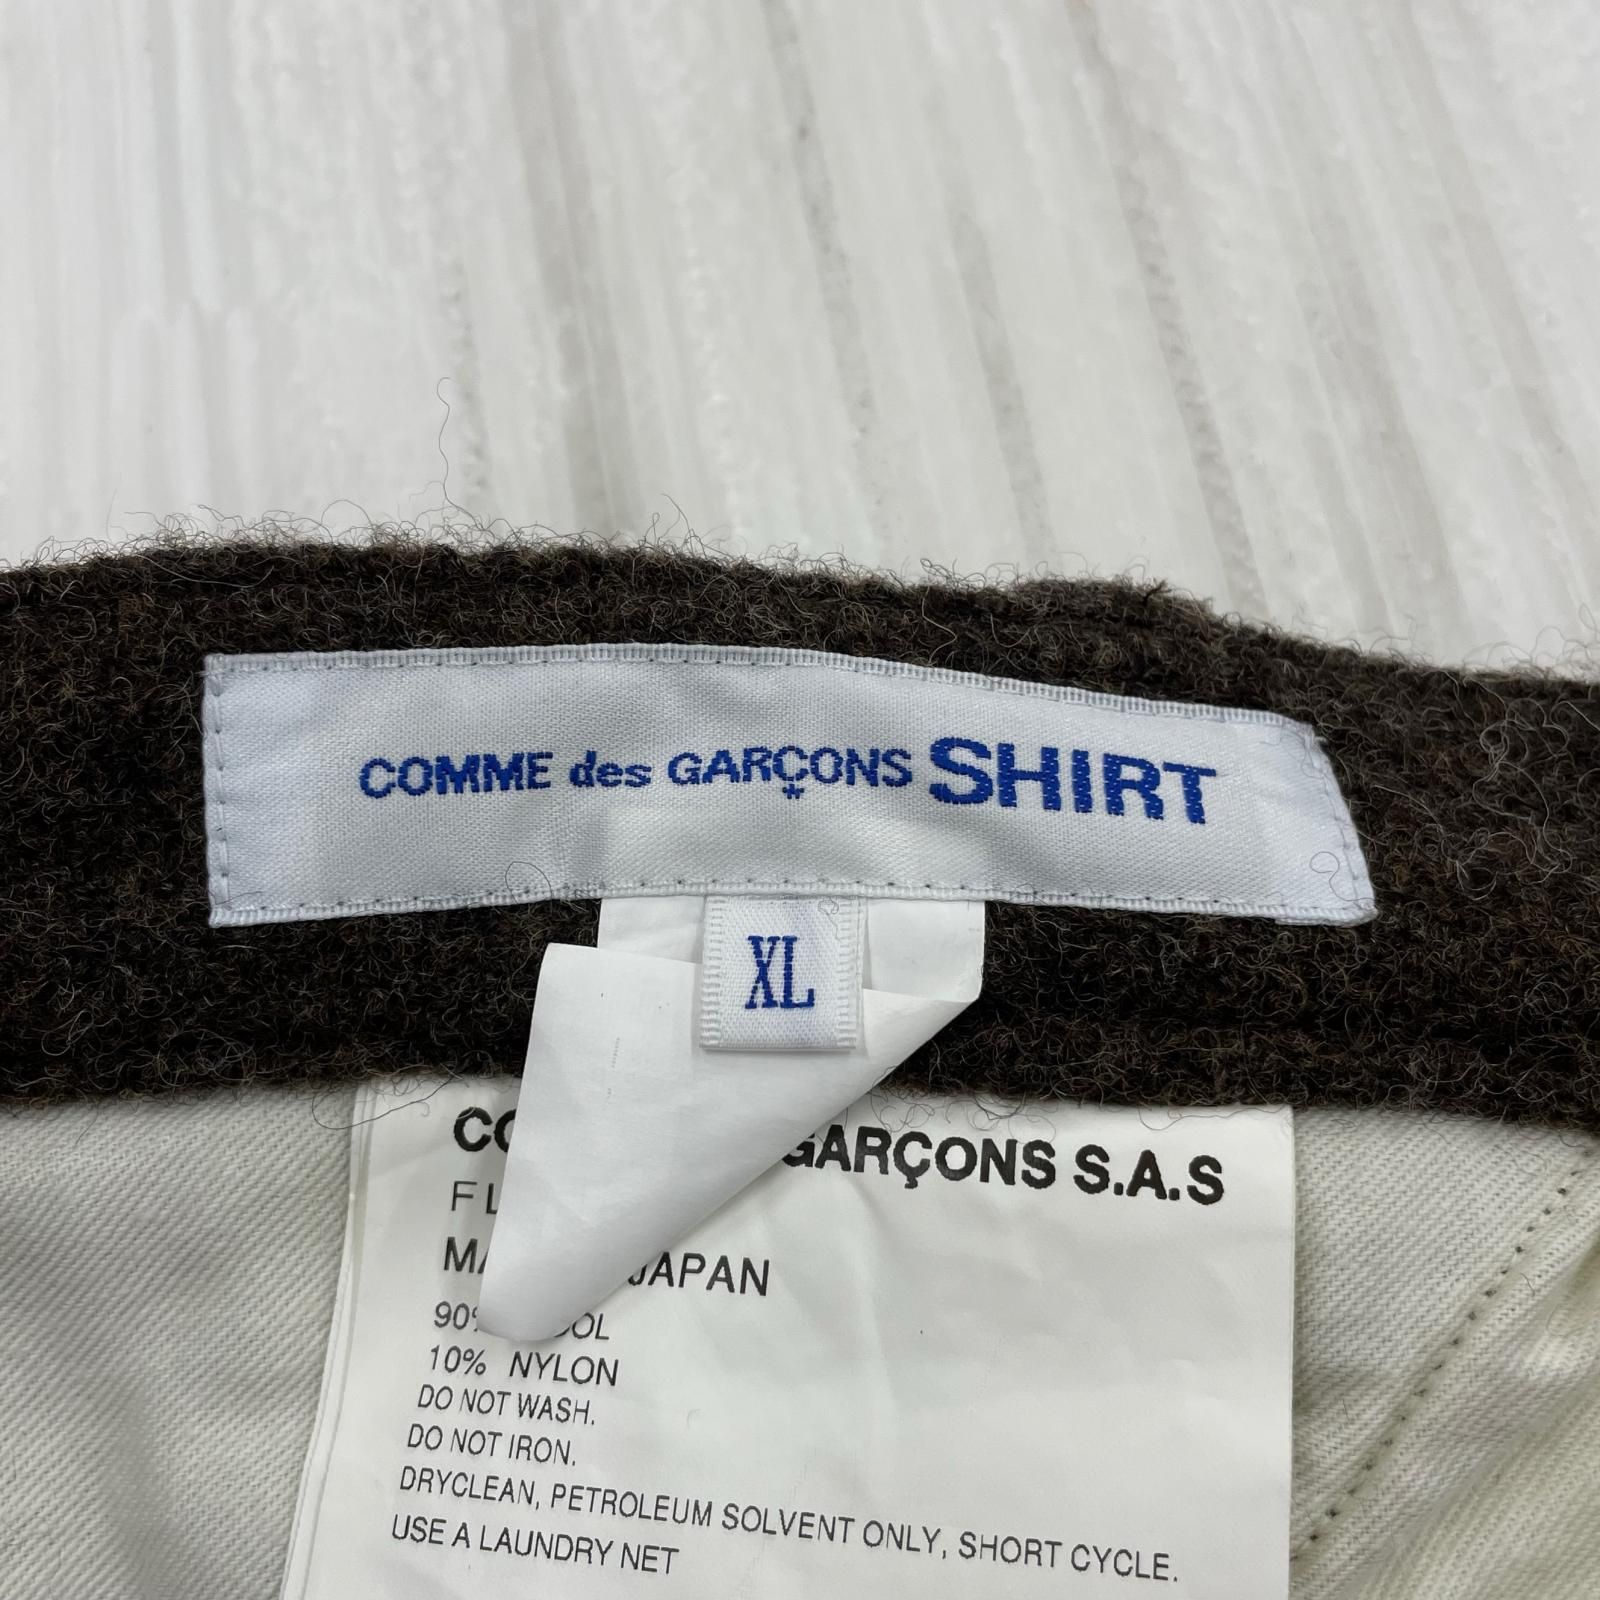 COMME des GARÇONS SHIRT
XL
GARÇONS S.A.S
JAPAN
10% NYLON
DO NOT WASH.
DO NOT IRON.
DRYCLEAN, PETROLEUM SOLVENT ONLY, SHORT CYCLE.
USE A LAUNDRY NET